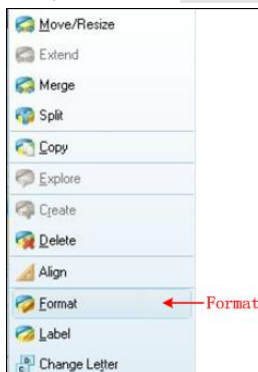 Move/Resize
Extend
Merge
Split
Copy
Explore
Create
Delete
Align
Format Format
Label
Change Letter